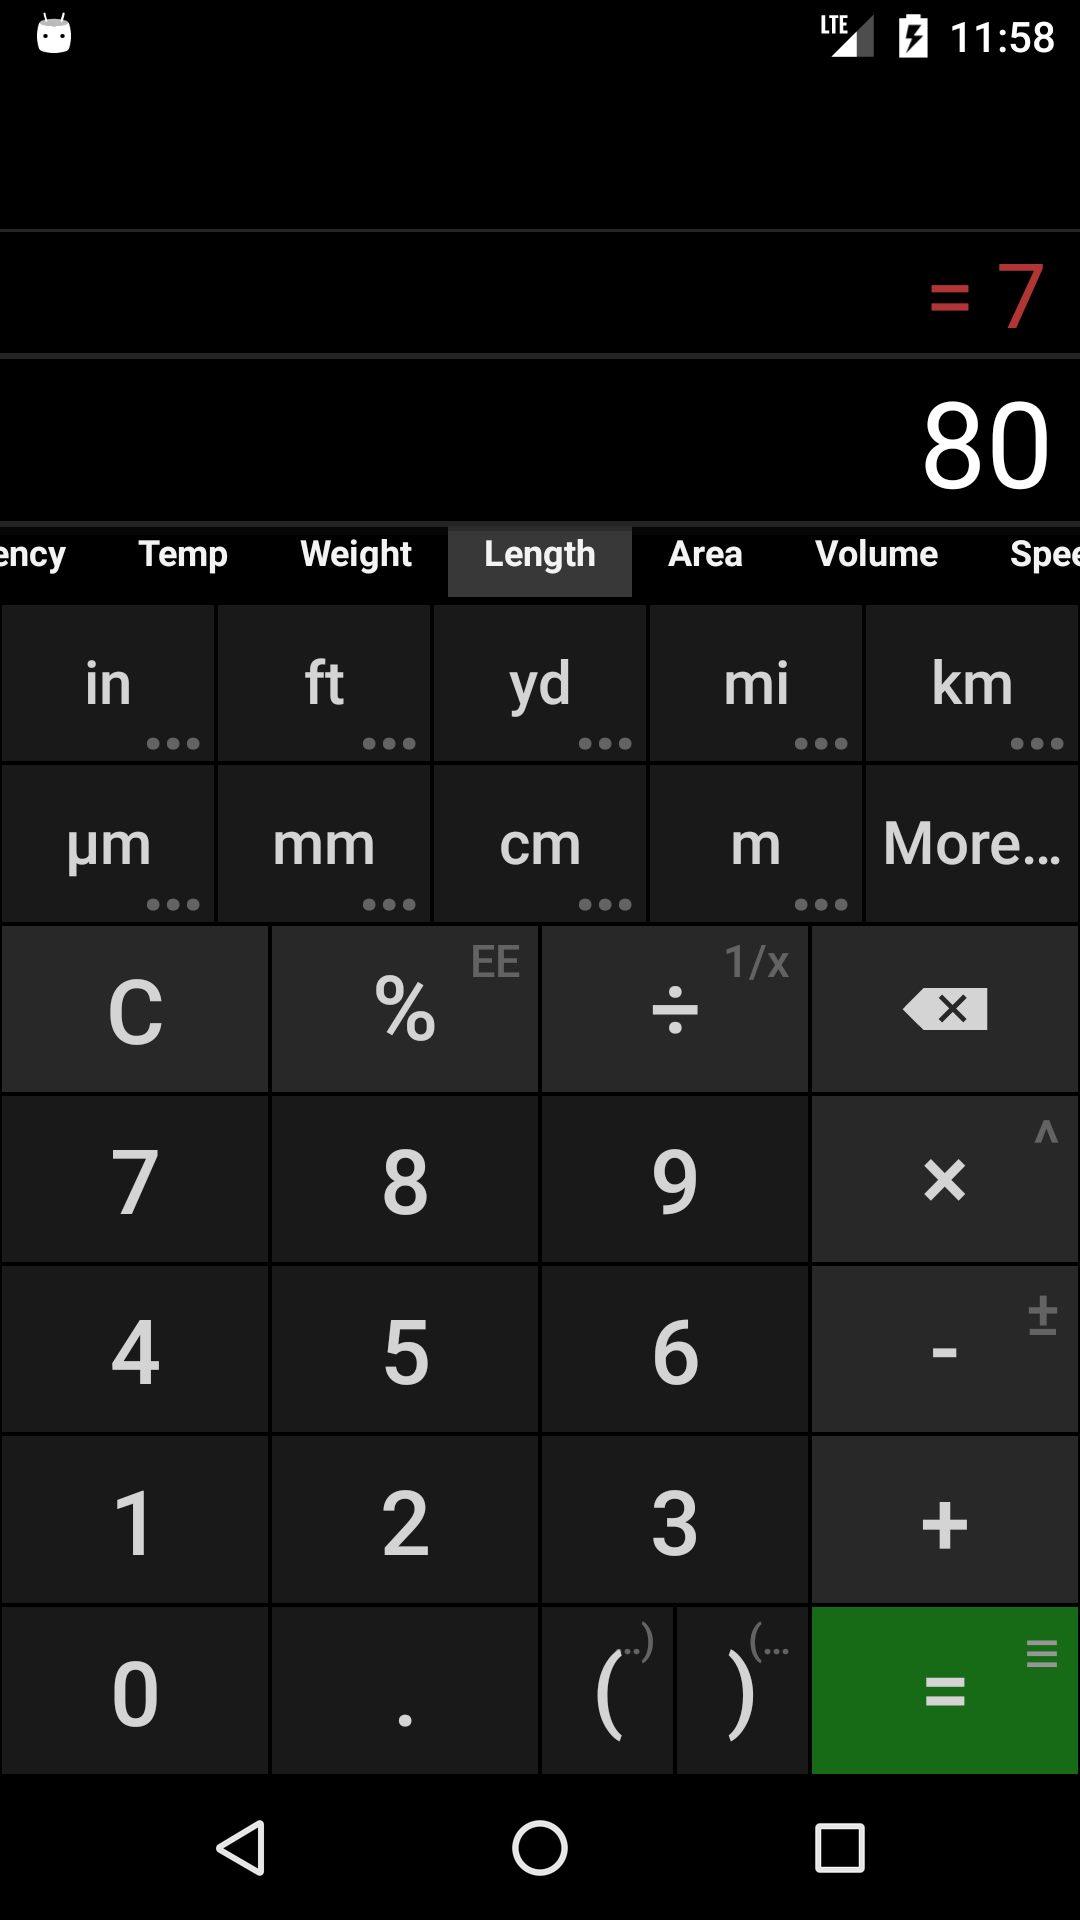 LTE 11:58
= 7
80
ency Temp Weight Length Area Volume Spee
in ft yd mi km
µm mm cm m More...
C % EE ÷ 1/x
7 8 9 × ^
4 5 6 - ±
1 2 3 +
0 . ( ..) ) (... =